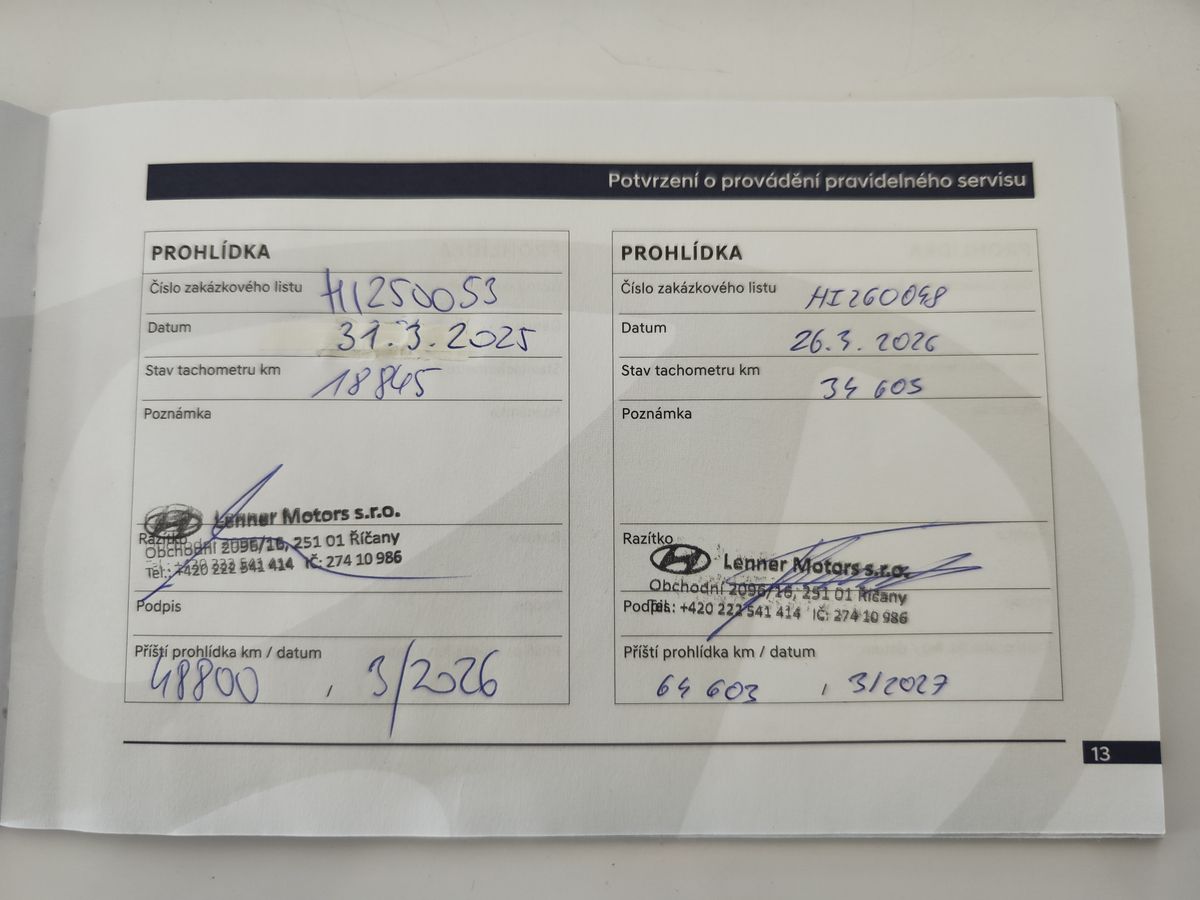 Potvrzení o provádění pravidelného servisu
PROHLÍDKA
Číslo zakázkového listu HI250053
Datum 31.3.2025
Stav tachometru km 18845
Poznámka
Lenner Motors s.r.o.
Razítko
Obchodní 2096/16, 251 01 Říčany
Tel.: +420 222 541 414 IČ: 274 10 986
Podpis
Příští prohlídka km / datum
48800 , 3/2026
PROHLÍDKA
Číslo zakázkového listu HI260048
Datum 26.3.2026
Stav tachometru km 34 605
Poznámka
Razítko
Lenner Motors s.r.o.
Obchodní 2096/16, 251 01 Říčany
Podpis Tel.: +420 222 541 414 IČ: 274 10 986
Příští prohlídka km / datum
64 603 , 3/2027
13